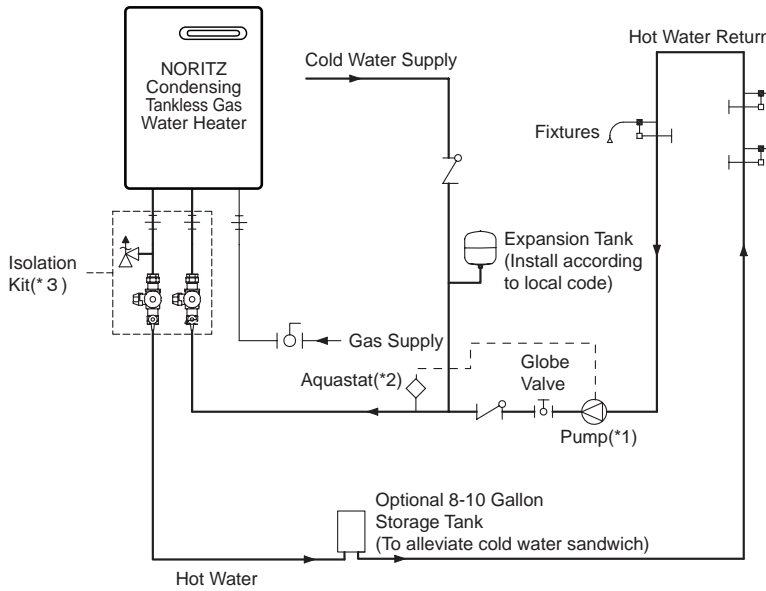 Hot Water Return
Cold Water Supply
NORITZ
Condensing
Tankless Gas
Water Heater
Fixtures
Expansion Tank
(Install according
to local code)
Isolation
Kit(*3)
Gas Supply
Globe
Valve
Aquastat(*2)
Pump(*1)
Optional 8-10 Gallon
Storage Tank
(To alleviate cold water sandwich)
Hot Water